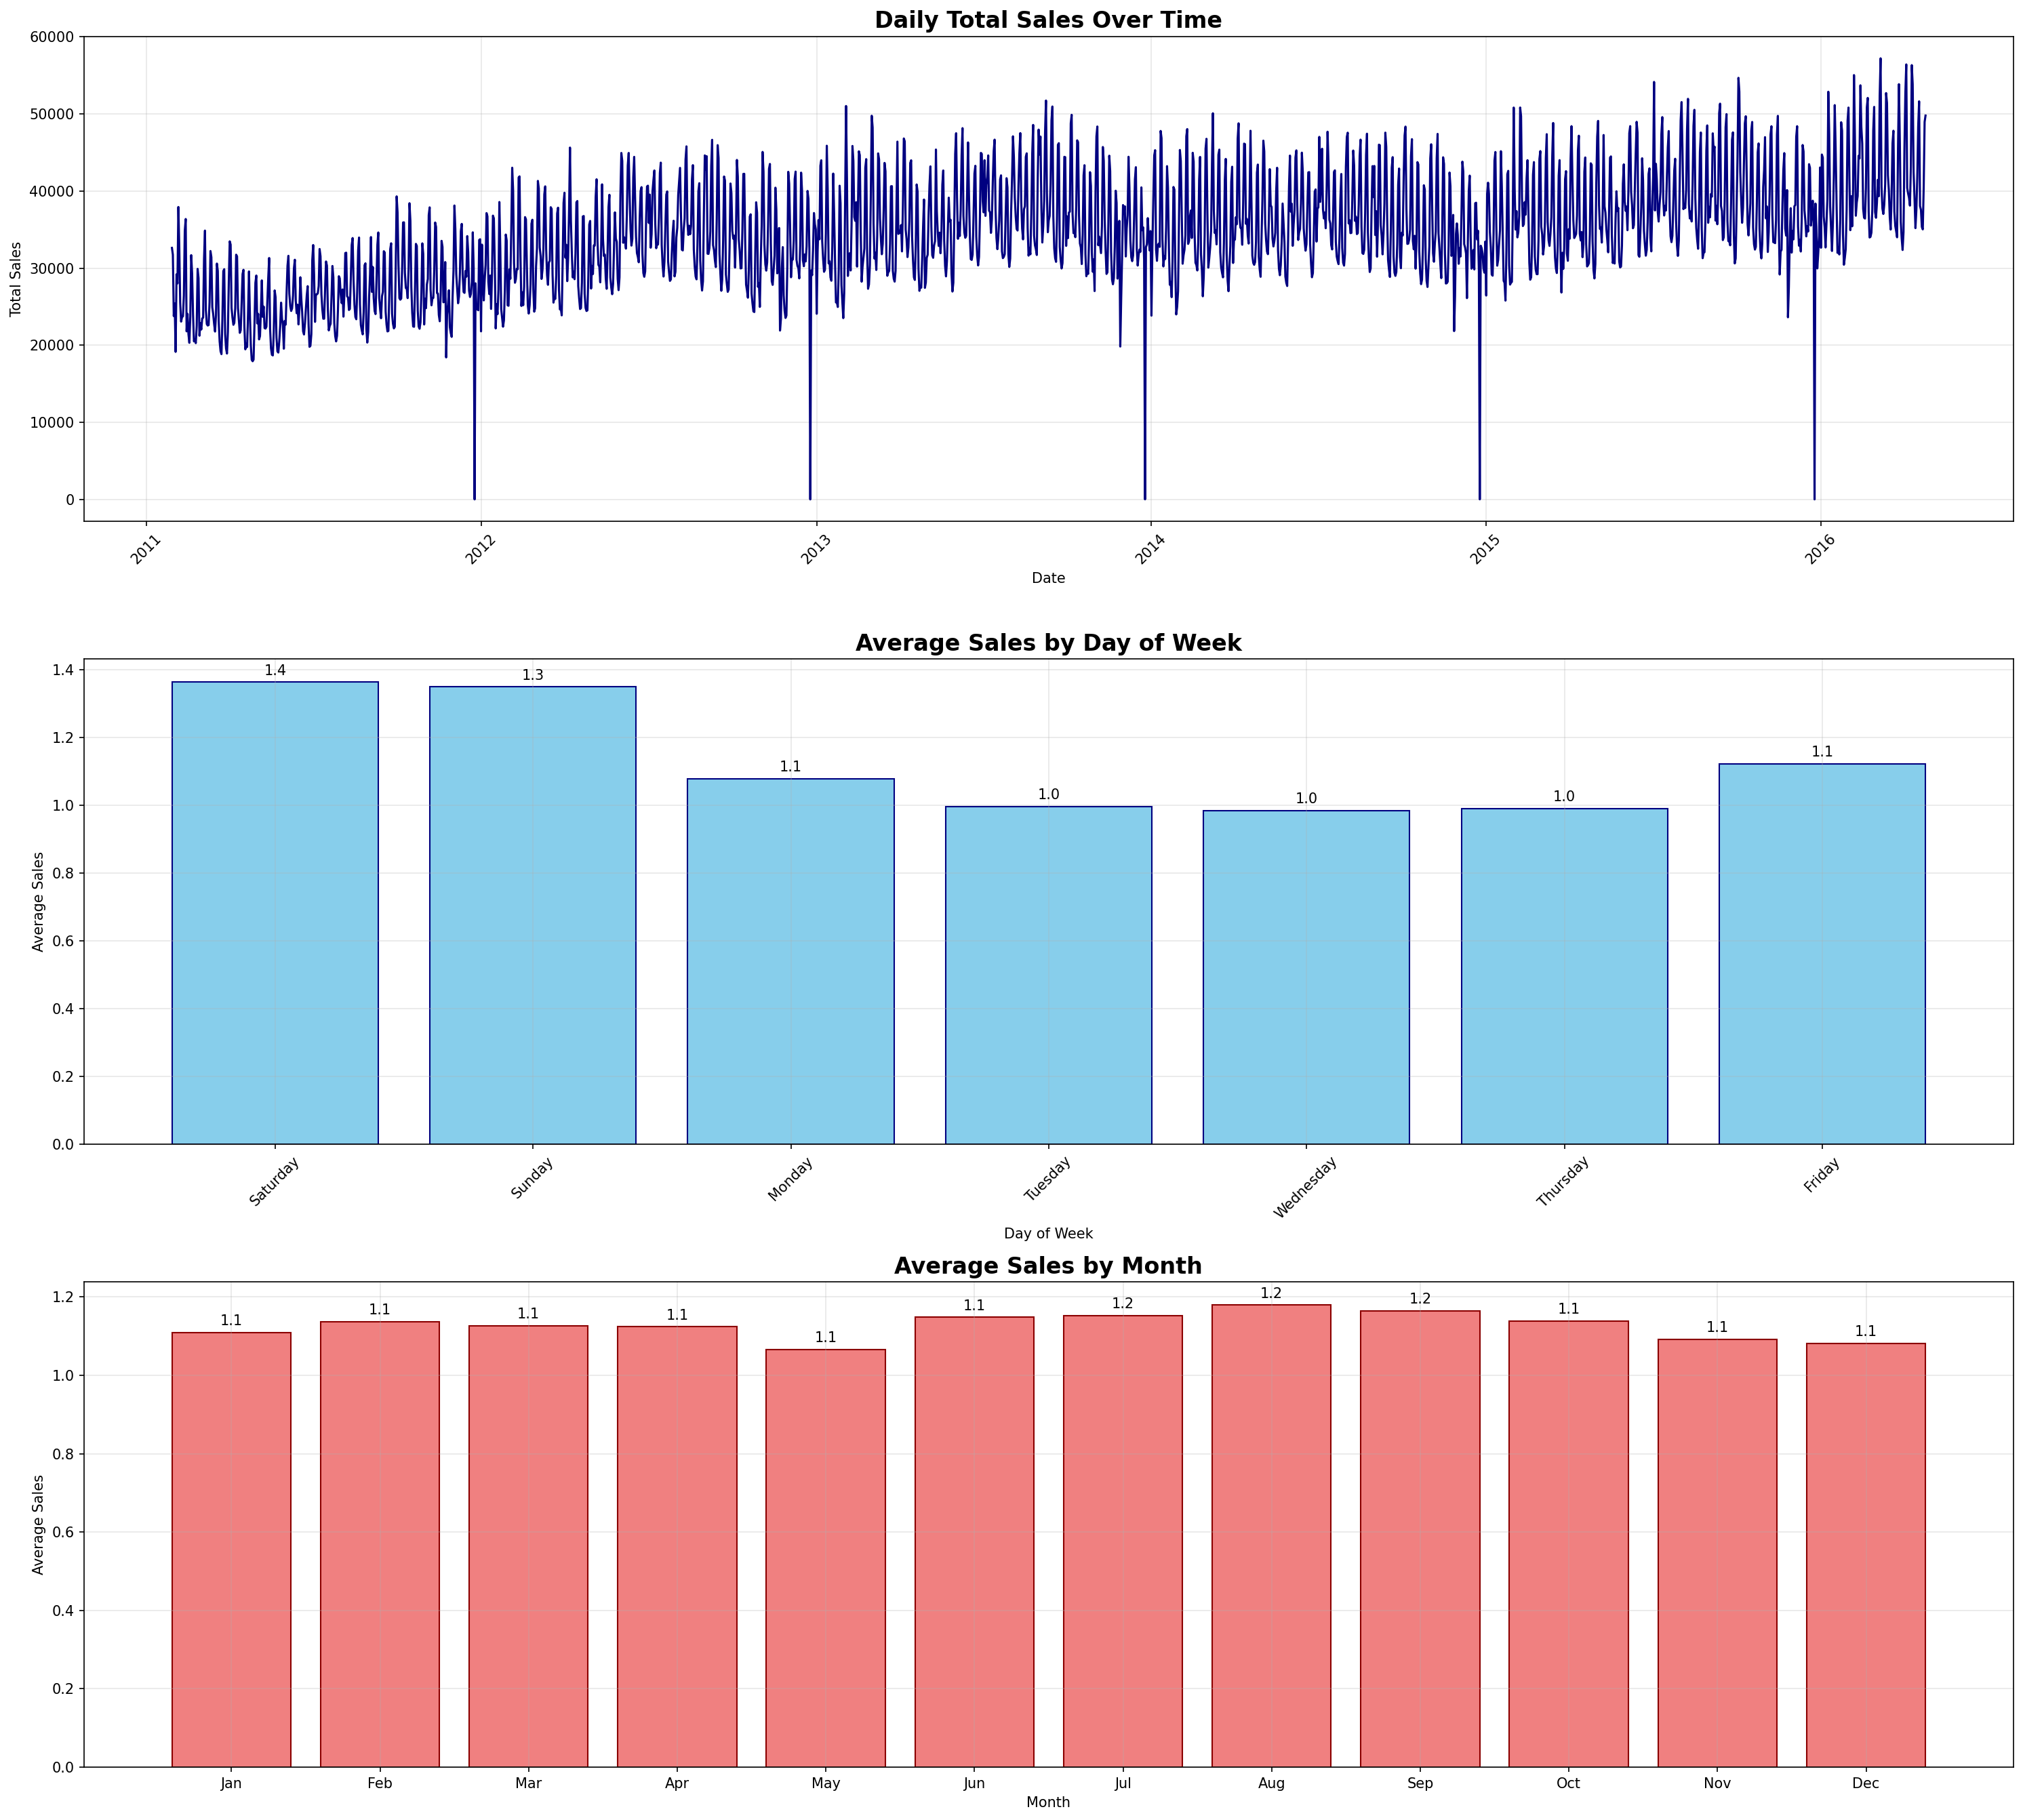 Daily Total Sales Over Time
60000
50000
40000
30000
20000
10000
0
Total Sales
2011 2012 2013 2014 2015 2016
Date
Average Sales by Day of Week
1.4
1.2
1.0
0.8
0.6
0.4
0.2
0.0
Average Sales
1.4 1.3 1.1 1.0 1.0 1.0 1.1
Saturday Sunday Monday Tuesday Wednesday Thursday Friday
Day of Week
Average Sales by Month
1.2
1.0
0.8
0.6
0.4
0.2
0.0
Average Sales
1.1 1.1 1.1 1.1 1.1 1.1 1.2 1.2 1.2 1.1 1.1 1.1
Jan Feb Mar Apr May Jun Jul Aug Sep Oct Nov Dec
Month